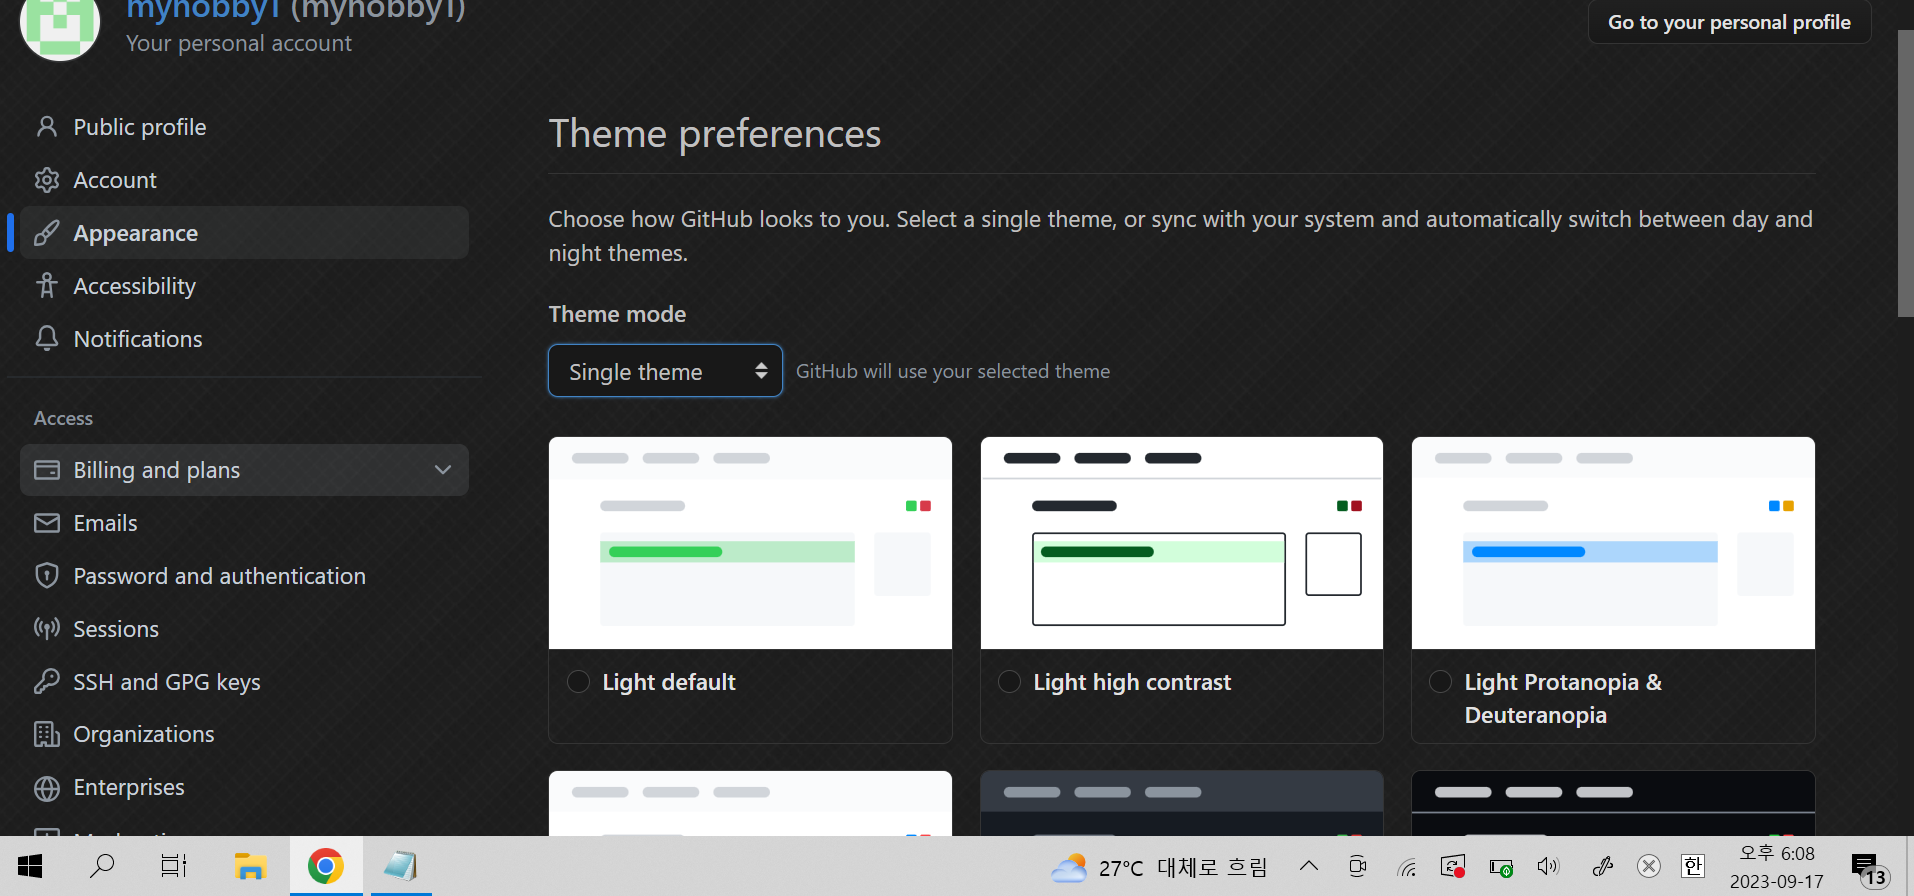 myhobby1 (myhobby1)
Your personal account
Go to your personal profile
Public profile
Account
Appearance
Accessibility
Notifications
Access
Billing and plans
Emails
Password and authentication
Sessions
SSH and GPG keys
Organizations
Enterprises
Theme preferences
Choose how GitHub looks to you. Select a single theme, or sync with your system and automatically switch between day and
night themes.
Theme mode
Single theme
GitHub will use your selected theme
Light default
Light high contrast
Light Protanopia &
Deuteranopia
27°C 대체로 흐림
한
오후 6:08
2023-09-17
13